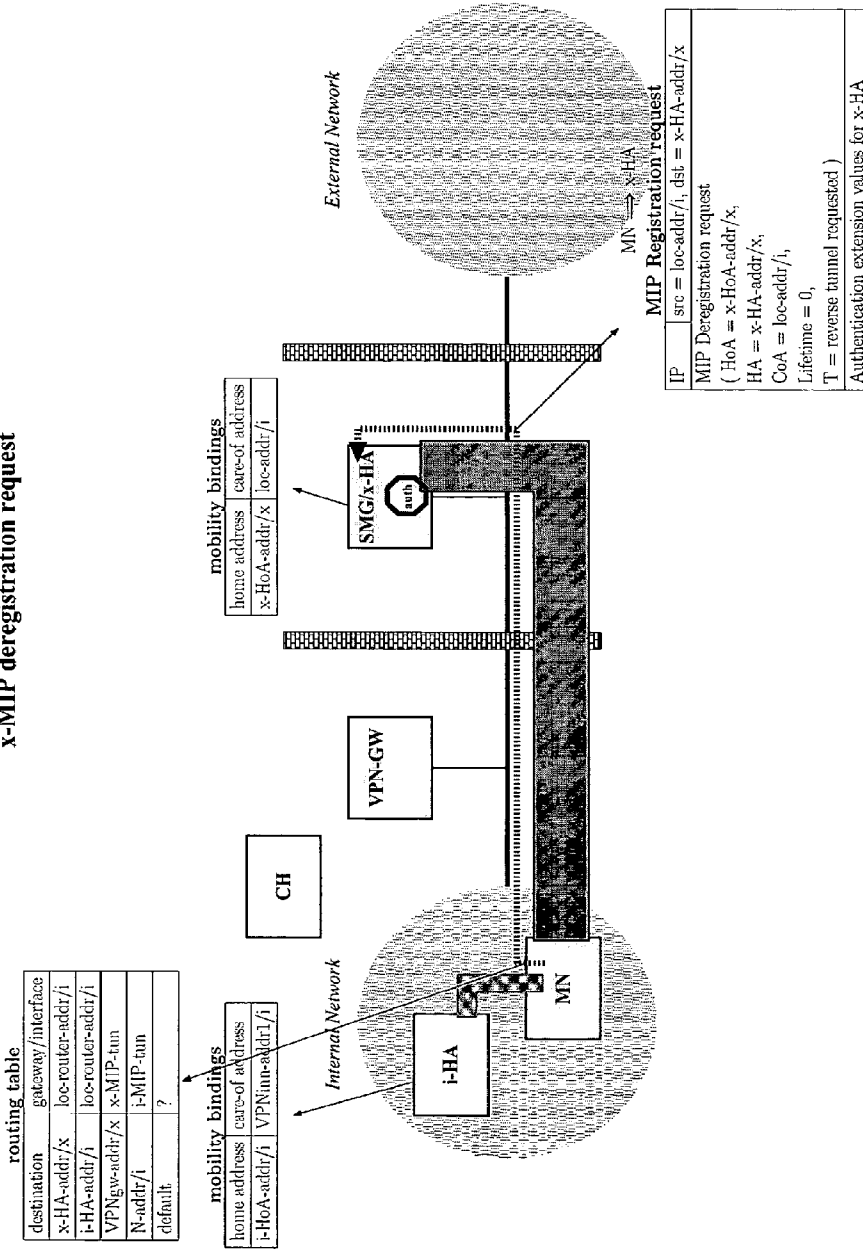 x-MIP deregistration request
routing table
destination gateway/interface
x-HA-addr/x loc-router-addr/i
i-HA-addr/i loc-router-addr/i
VPNgw-addr/x x-MIP-tun
N-addr/i i-MIP-tun
default ?
mobility bindings
home address care-of address
i-HoA-addr/i VPNinn-addr1/i
Internal Network
i-HA
MN
CH
VPN-GW
mobility bindings
home address care-of address
x-HoA-addr/x loc-addr/i
SMG/x-HA
auth
External Network
MN ⟹ x-HA
MIP Registration request
IP src = loc-addr/i, dst = x-HA-addr/x
MIP Deregistration request
( HoA = x-HoA-addr/x,
HA = x-HA-addr/x,
CoA = loc-addr/i,
Lifetime = 0,
T = reverse tunnel requested )
Authentication extension values for x-HA